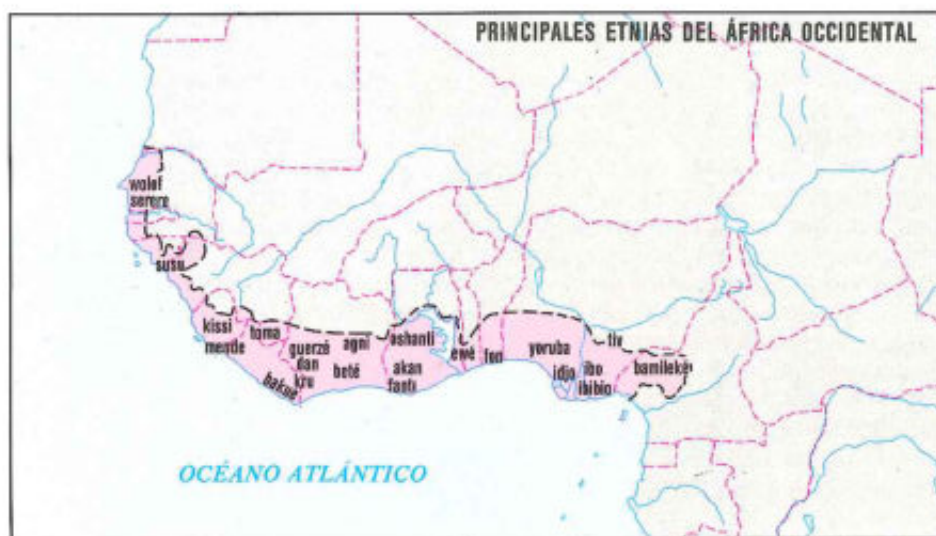 PRINCIPALES ETNIAS DEL ÁFRICA OCCIDENTAL
wolof
serere
susu
kissi
mende
toma
bakué
guerzé
dan
kru
agni
beté
ashanti
akan
fanti
ewé
fon
yoruba
idjo
ibo
ibibio
tiv
bamileké
OCÉANO ATLÁNTICO